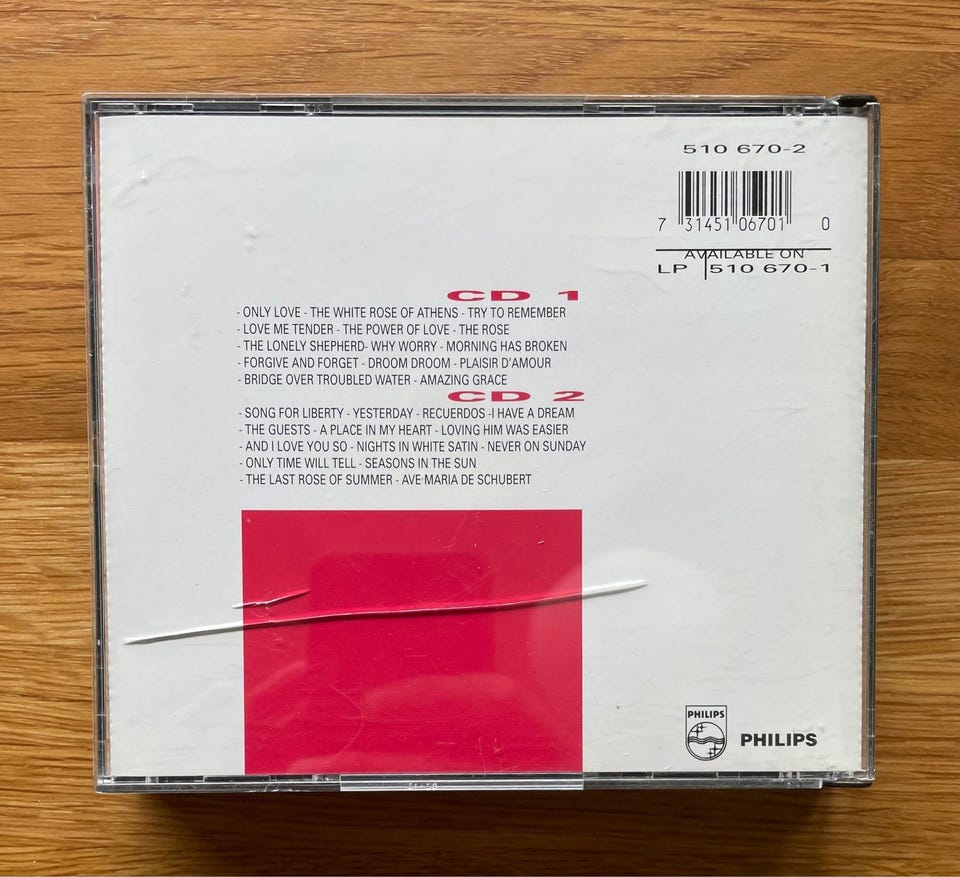 510 670-2
7 31451 06701 0
AVAILABLE ON
LP 510 670-1
CD 1
- ONLY LOVE - THE WHITE ROSE OF ATHENS - TRY TO REMEMBER
- LOVE ME TENDER - THE POWER OF LOVE - THE ROSE
- THE LONELY SHEPHERD- WHY WORRY - MORNING HAS BROKEN
- FORGIVE AND FORGET - DROOM DROOM - PLAISIR D'AMOUR
- BRIDGE OVER TROUBLED WATER - AMAZING GRACE
CD 2
- SONG FOR LIBERTY - YESTERDAY - RECUERDOS -I HAVE A DREAM
- THE GUESTS - A PLACE IN MY HEART - LOVING HIM WAS EASIER
- AND I LOVE YOU SO - NIGHTS IN WHITE SATIN - NEVER ON SUNDAY
- ONLY TIME WILL TELL - SEASONS IN THE SUN
- THE LAST ROSE OF SUMMER - AVE MARIA DE SCHUBERT
PHILIPS
PHILIPS